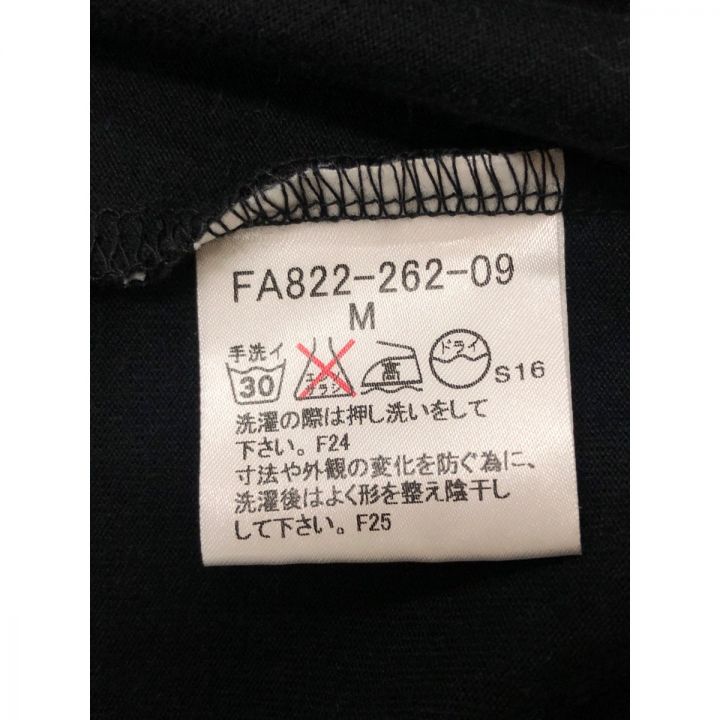 FA822-262-09
M
手洗イ
30
エンソ
サラシ
高
ドライ
S16
洗濯の際は押し洗いをして
下さい。F24
寸法や外観の変化を防ぐ為に、
洗濯後はよく形を整え陰干し
して下さい。F25